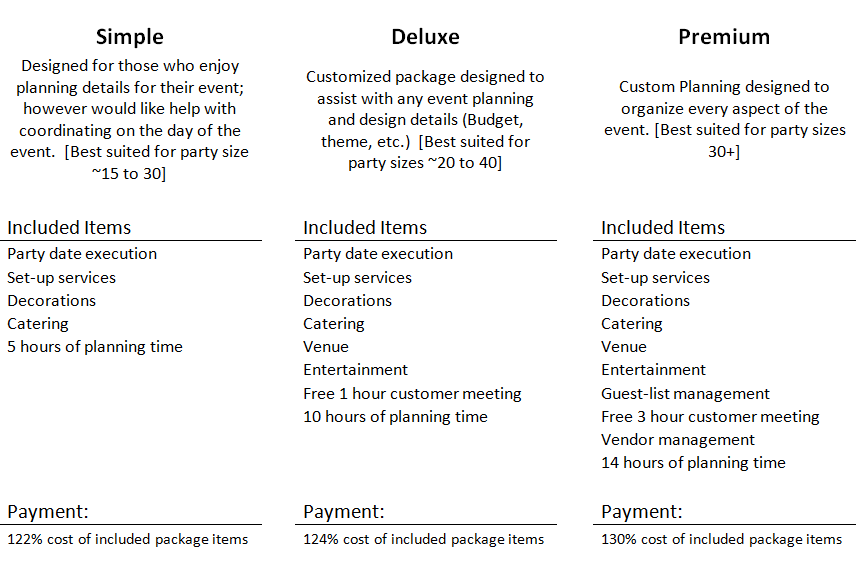 Simple
Designed for those who enjoy
planning details for their event;
however would like help with
coordinating on the day of the
event.  [Best suited for party size
~15 to 30]
Included Items
Party date execution
Set-up services
Decorations
Catering
5 hours of planning time
Payment:
122% cost of included package items
Deluxe
Customized package designed to
assist with any event planning
and design details (Budget,
theme, etc.)  [Best suited for
party sizes ~20 to 40]
Included Items
Party date execution
Set-up services
Decorations
Catering
Venue
Entertainment
Free 1 hour customer meeting
10 hours of planning time
Payment:
124% cost of included package items
Premium
Custom Planning designed to
organize every aspect of the
event. [Best suited for party sizes
30+]
Included Items
Party date execution
Set-up services
Decorations
Catering
Venue
Entertainment
Guest-list management
Free 3 hour customer meeting
Vendor management
14 hours of planning time
Payment:
130% cost of included package items